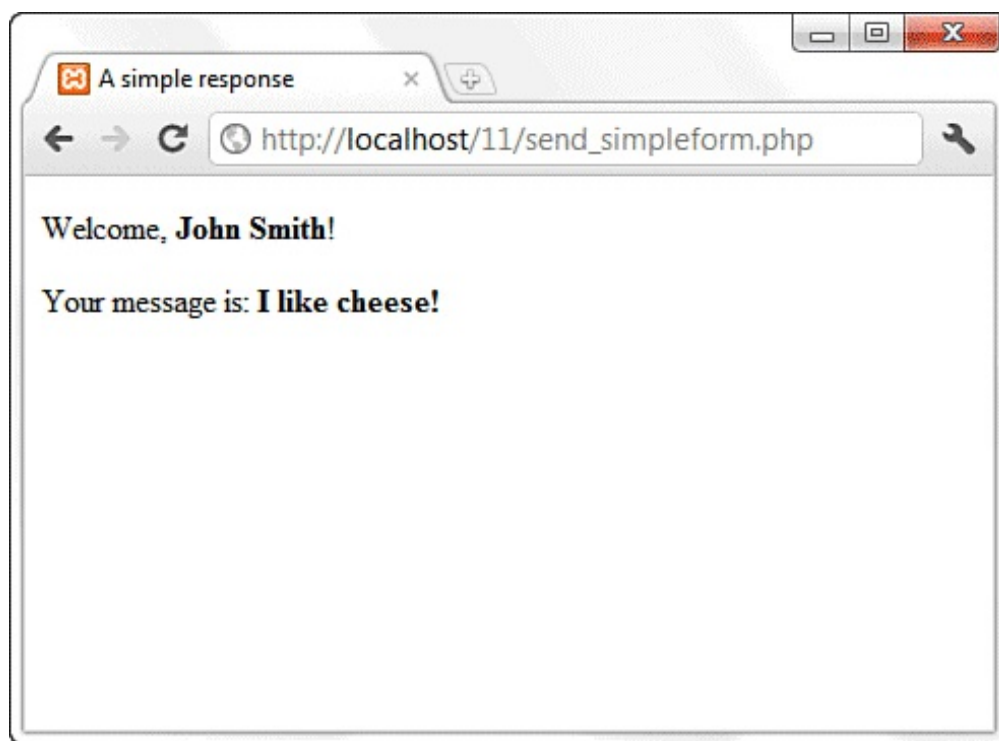 A simple response
http://localhost/11/send_simpleform.php
Welcome, John Smith!
Your message is: I like cheese!